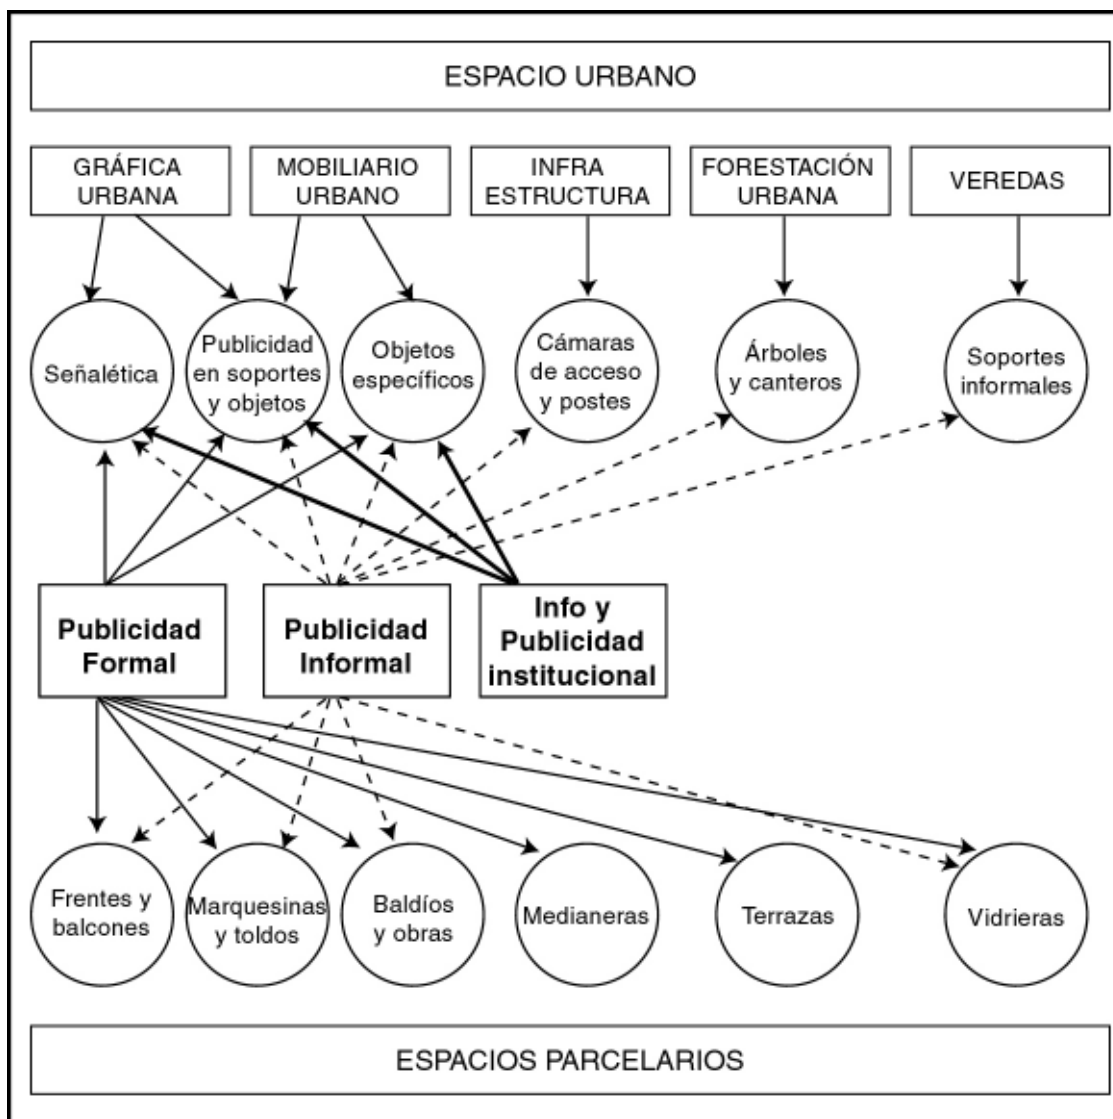 ESPACIO URBANO
GRÁFICA
URBANA
MOBILIARIO
URBANO
INFRA
ESTRUCTURA
FORESTACIÓN
URBANA
VEREDAS
Señalética
Publicidad
en soportes
y objetos
Objetos
específicos
Cámaras
de acceso
y postes
Árboles
y canteros
Soportes
informales
Publicidad
Formal
Publicidad
Informal
Info y
Publicidad
institucional
Frentes y
balcones
Marquesinas
y toldos
Baldíos
y obras
Medianeras
Terrazas
Vidrieras
ESPACIOS PARCELARIOS